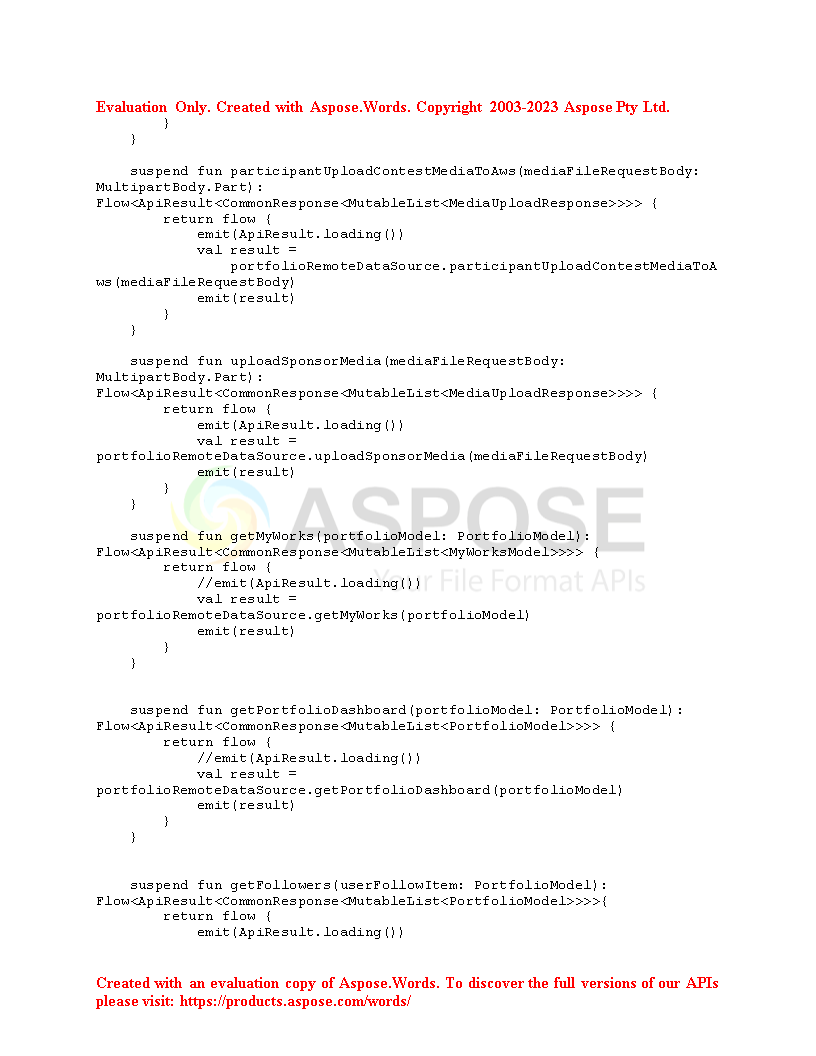 Evaluation Only. Created with Aspose.Words. Copyright 2003-2023 Aspose Pty Ltd.
        }
    }

    suspend fun participantUploadContestMediaToAws(mediaFileRequestBody:
MultipartBody.Part):
Flow<ApiResult<CommonResponse<MutableList<MediaUploadResponse>>>> {
        return flow {
            emit(ApiResult.loading())
            val result =
                portfolioRemoteDataSource.participantUploadContestMediaToA
ws(mediaFileRequestBody)
            emit(result)
        }
    }

    suspend fun uploadSponsorMedia(mediaFileRequestBody:
MultipartBody.Part):
Flow<ApiResult<CommonResponse<MutableList<MediaUploadResponse>>>> {
        return flow {
            emit(ApiResult.loading())
            val result =
portfolioRemoteDataSource.uploadSponsorMedia(mediaFileRequestBody)
            emit(result)
        }
    }
ASPOSE
    suspend fun getMyWorks(portfolioModel: PortfolioModel):
Flow<ApiResult<CommonResponse<MutableList<MyWorksModel>>>> {
        return flow {
            //emit(ApiResult.loading())
Your File Format APIs
            val result =
portfolioRemoteDataSource.getMyWorks(portfolioModel)
            emit(result)
        }
    }

    suspend fun getPortfolioDashboard(portfolioModel: PortfolioModel):
Flow<ApiResult<CommonResponse<MutableList<PortfolioModel>>>> {
        return flow {
            //emit(ApiResult.loading())
            val result =
portfolioRemoteDataSource.getPortfolioDashboard(portfolioModel)
            emit(result)
        }
    }

    suspend fun getFollowers(userFollowItem: PortfolioModel):
Flow<ApiResult<CommonResponse<MutableList<PortfolioModel>>>>{
        return flow {
            emit(ApiResult.loading())

Created with an evaluation copy of Aspose.Words. To discover the full versions of our APIs
please visit: https://products.aspose.com/words/